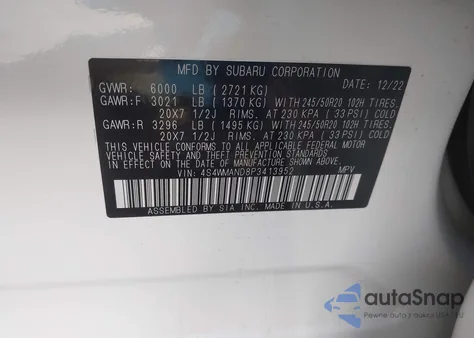 MFD BY SUBARU CORPORATION
DATE: 12/22
GVWR: 6000 LB (2721 KG)
GAWR:F 3021 LB (1370 KG) WITH 245/50R20 102H TIRES,
20X7 1/2J RIMS, AT 230 KPA (33 PSI) COLD
GAWR:R 3296 LB (1495 KG) WITH 245/50R20 102H TIRES,
20X7 1/2J RIMS, AT 230 KPA (33 PSI) COLD
THIS VEHICLE CONFORMS TO ALL APPLICABLE FEDERAL MOTOR
VEHICLE SAFETY AND THEFT PREVENTION STANDARDS
IN EFFECT ON THE DATE OF MANUFACTURE SHOWN ABOVE.
VIN: 4S4WMAND8P3413952
MPV
ASSEMBLED BY SIA INC. IN U.S.A.
autoSnap
Autos z Aukcji USA i EU